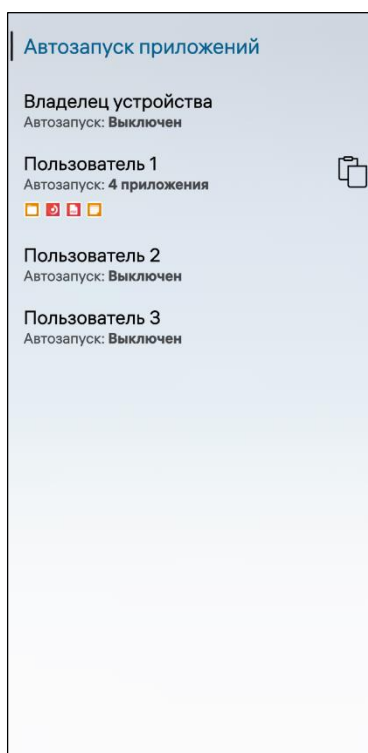 Автозапуск приложений
Владелец устройства
Автозапуск: Выключен
Пользователь 1
Автозапуск: 4 приложения
Пользователь 2
Автозапуск: Выключен
Пользователь 3
Автозапуск: Выключен